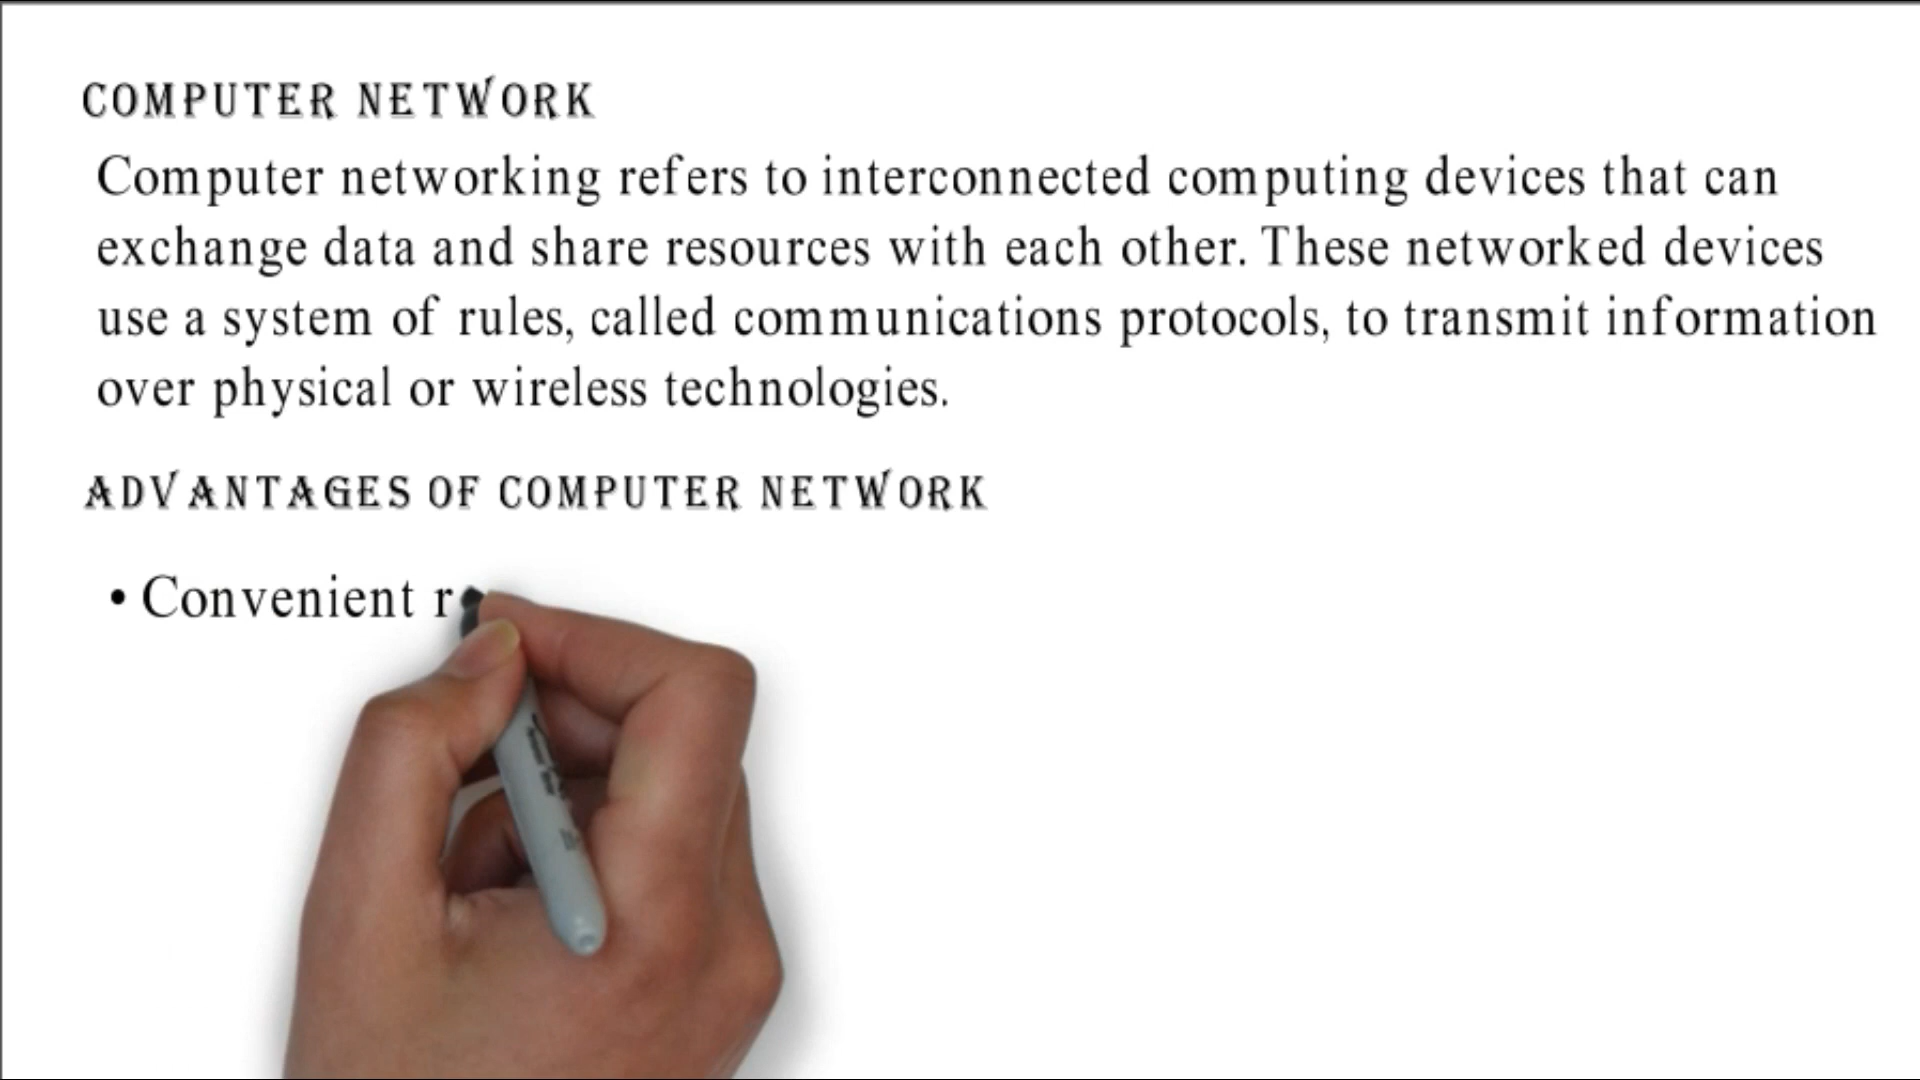 COMPUTER NETWORK
Computer networking refers to interconnected computing devices that can
exchange data and share resources with each other. These networked devices
use a system of rules, called communications protocols, to transmit information
over physical or wireless technologies.
ADVANTAGES OF COMPUTER NETWORK
• Convenient r